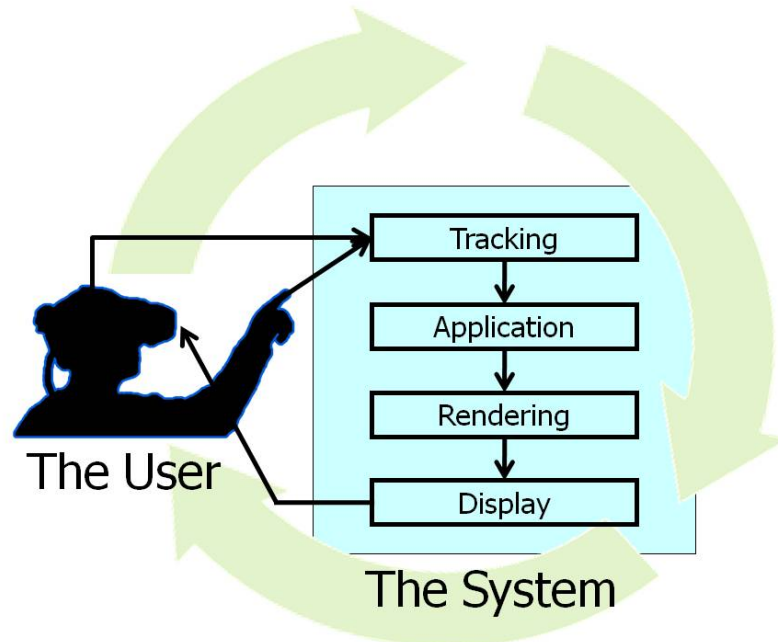 Tracking
Application
Rendering
Display
The User
The System